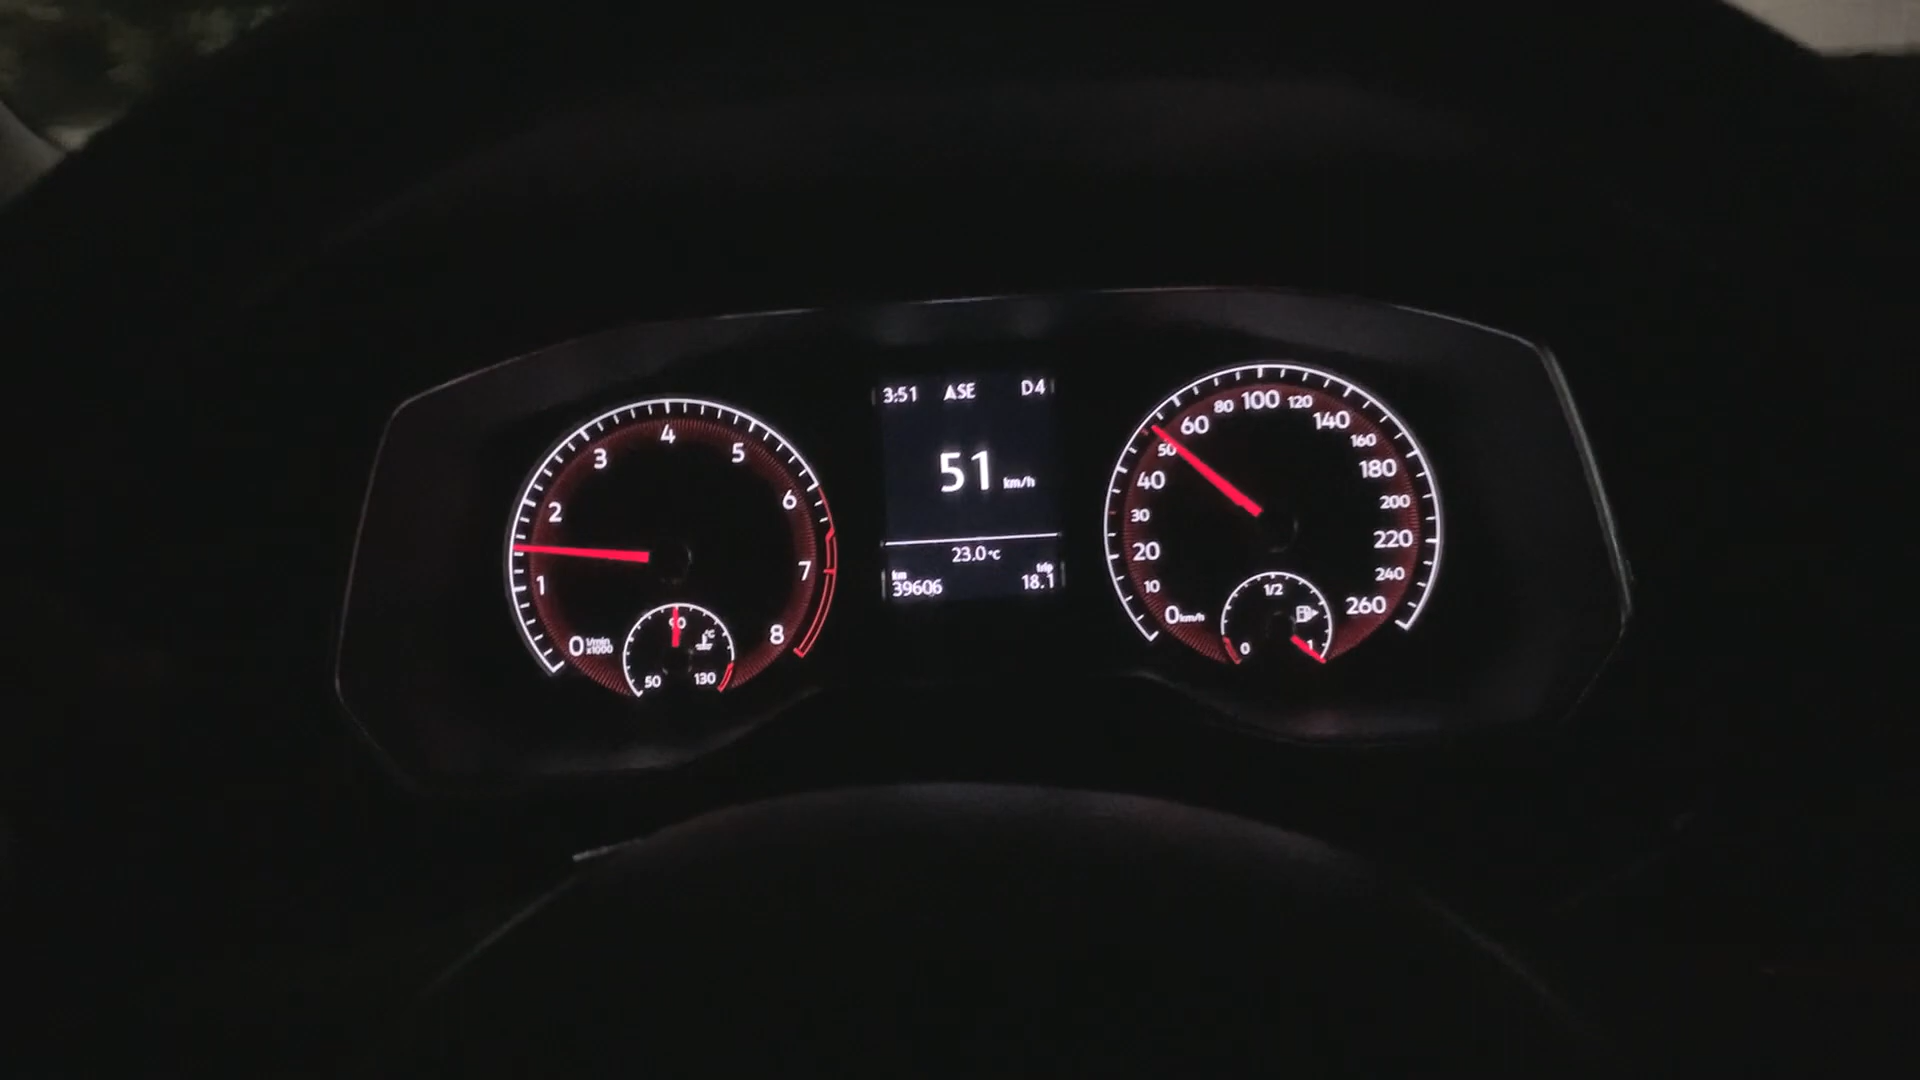 3:51 ASE D4
51 km/h
23.0°C
km trip
39606 18.1
0 1 2 3 4 5 6 7 8
1/min
x1000
50 90 130
°C
0 10 20 30 40 50 60 80 100 120 140 160 180 200 220 240 260
km/h
0 1/2 1